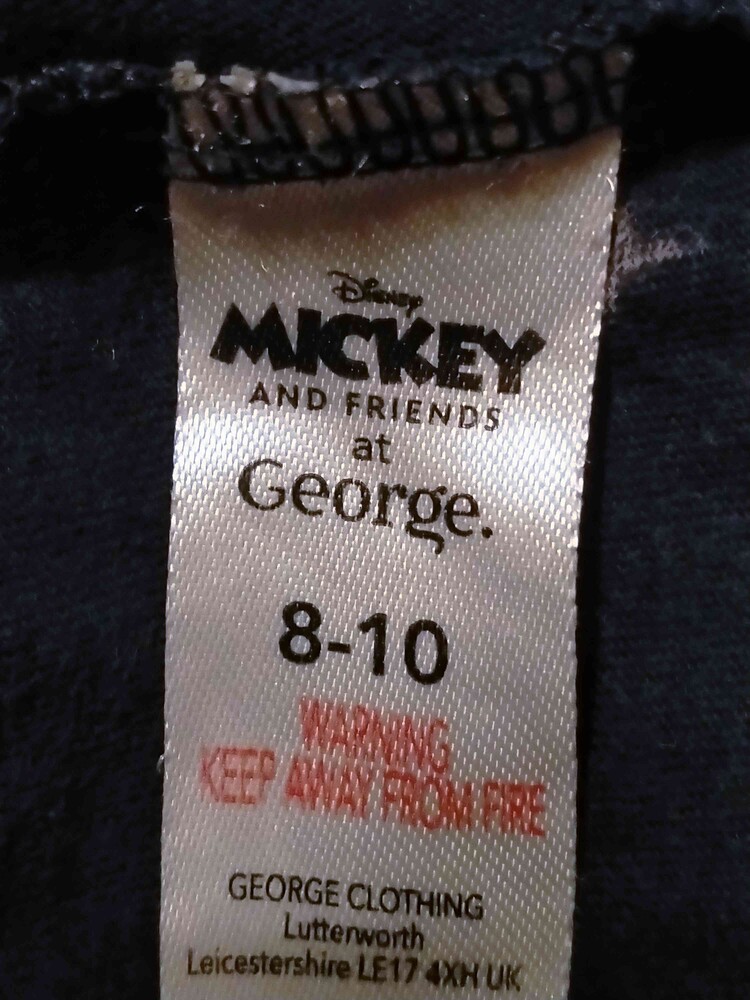 Disney
MICKEY
AND FRIENDS
at
George.
8-10
WARNING
KEEP AWAY FROM FIRE
GEORGE CLOTHING
Lutterworth
Leicestershire LE17 4XH UK